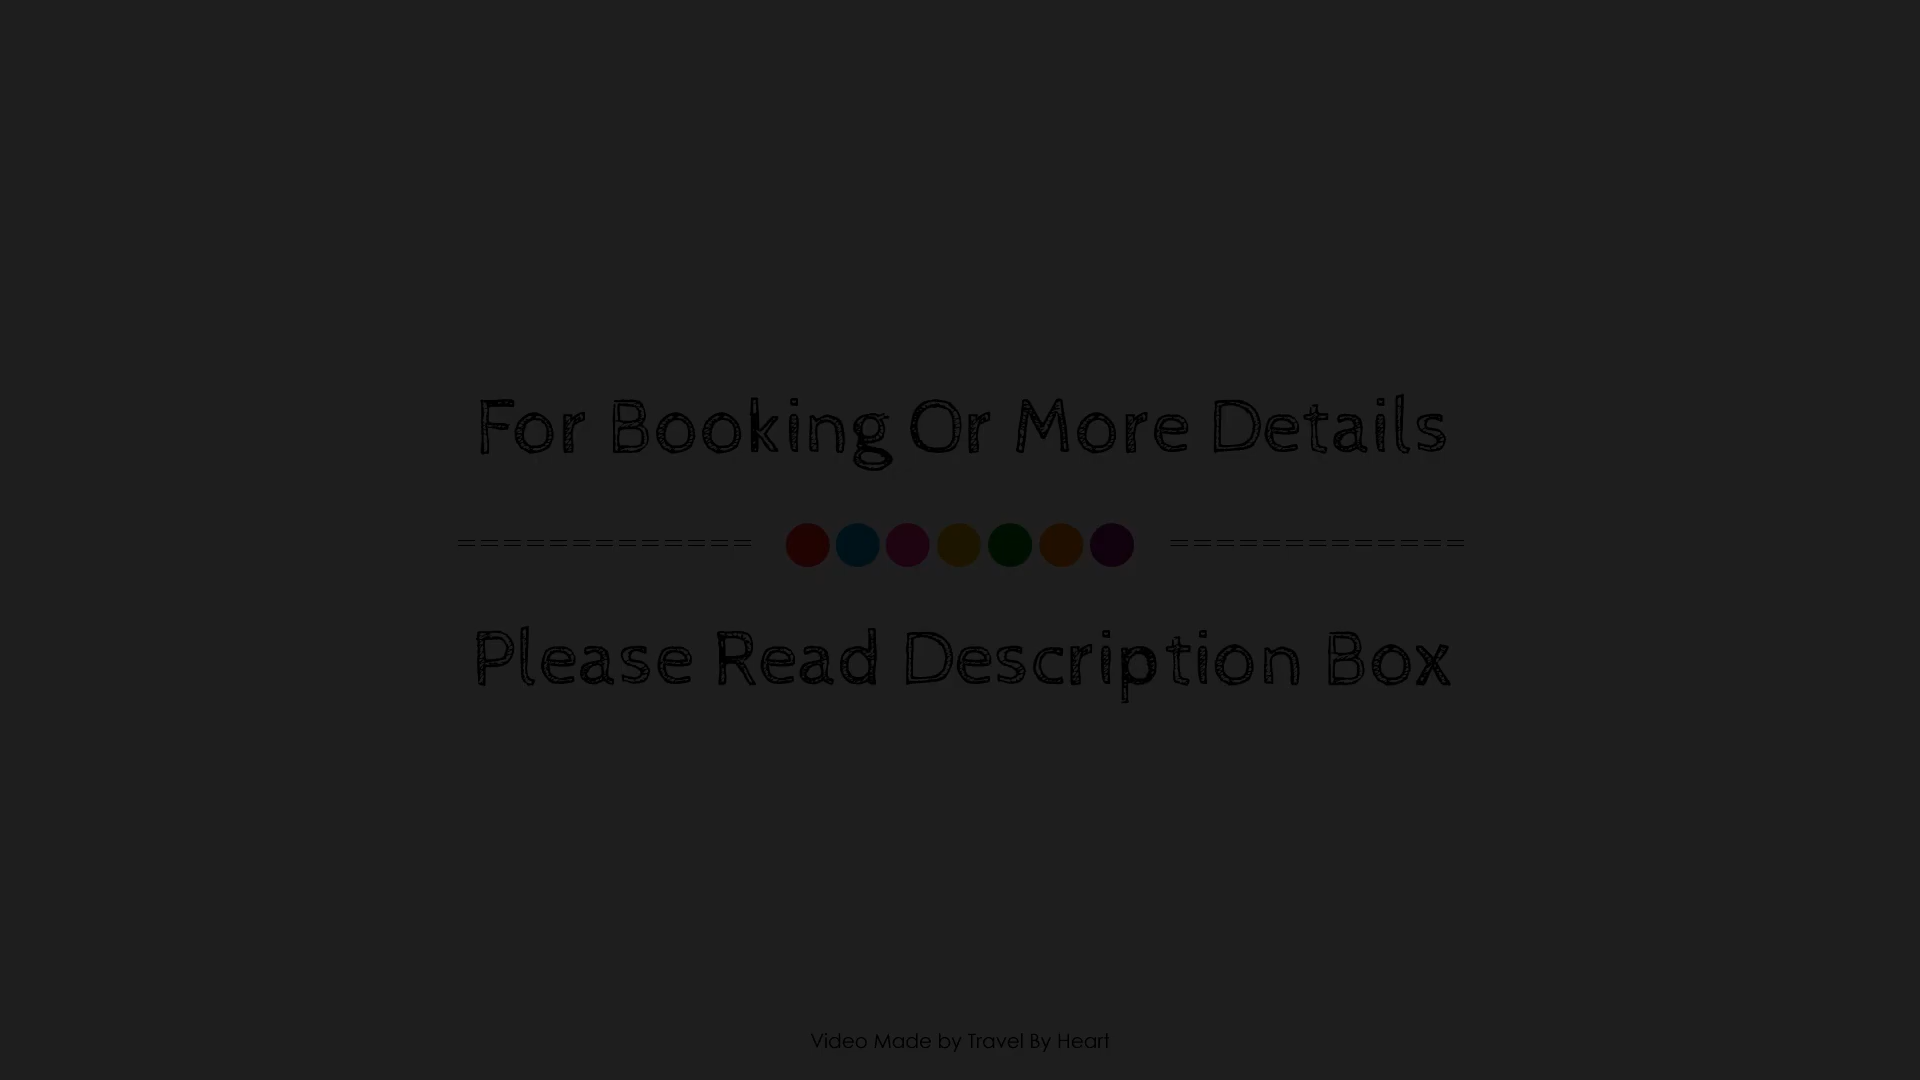 For Booking Or More Details
============= =============
Please Read Description Box
Video Made by Travel By Heart